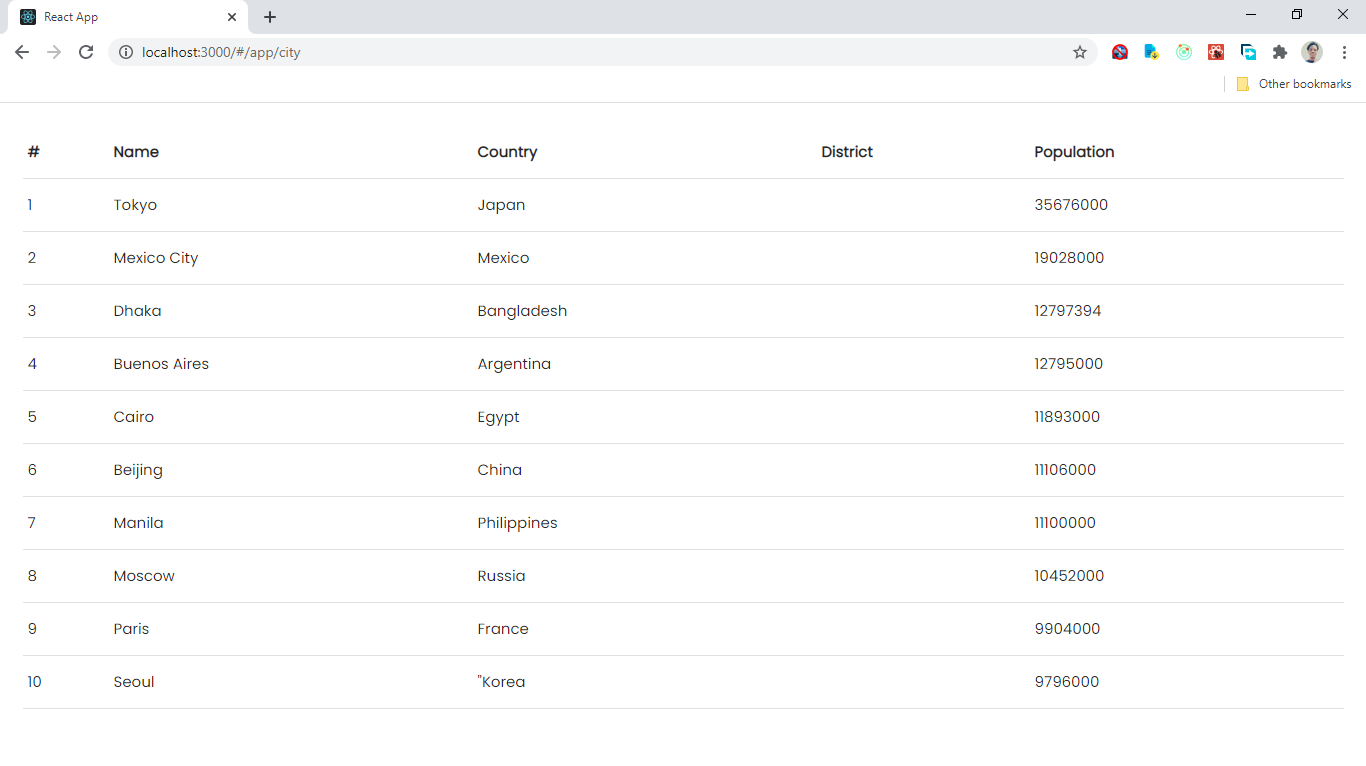 React App
localhost:3000/#/app/city
Other bookmarks
# Name Country District Population
1 Tokyo Japan 35676000
2 Mexico City Mexico 19028000
3 Dhaka Bangladesh 12797394
4 Buenos Aires Argentina 12795000
5 Cairo Egypt 11893000
6 Beijing China 11106000
7 Manila Philippines 11100000
8 Moscow Russia 10452000
9 Paris France 9904000
10 Seoul "Korea 9796000